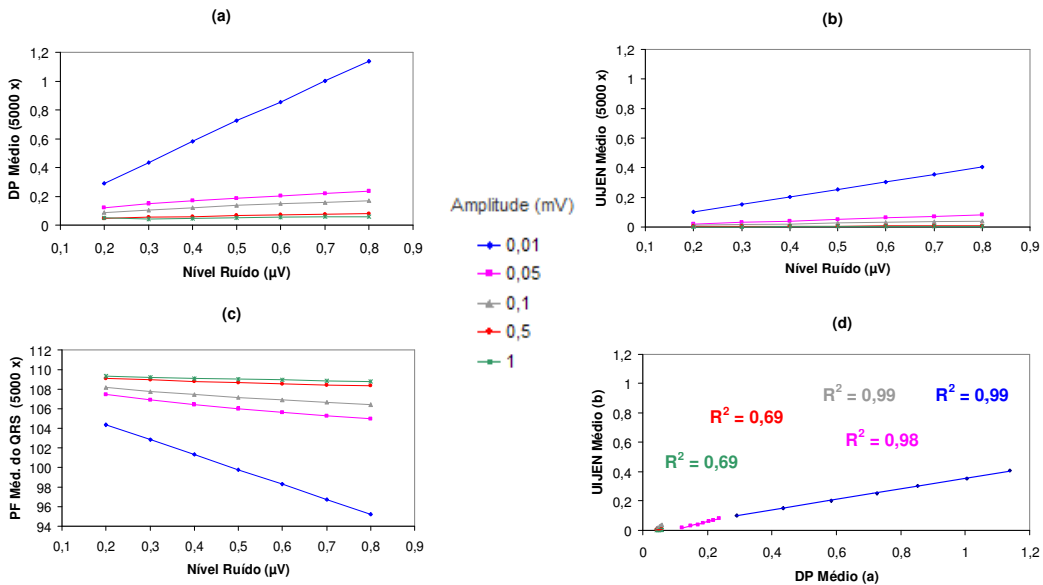 (a)
DP Médio (5000 x)
1,2
1
0,8
0,6
0,4
0,2
0
0,1 0,2 0,3 0,4 0,5 0,6 0,7 0,8 0,9
Nível Ruído (µV)
(b)
UIJEN Médio (5000 x)
1,2
1
0,8
0,6
0,4
0,2
0
0,1 0,2 0,3 0,4 0,5 0,6 0,7 0,8 0,9
Nível Ruído (µV)
Amplitude (mV)
0,01
0,05
0,1
0,5
1
(c)
PF Méd. do QRS (5000 x)
112
110
108
106
104
102
100
98
96
94
0,1 0,2 0,3 0,4 0,5 0,6 0,7 0,8 0,9
Nível Ruído (µV)
(d)
UIJEN Médio (b)
1,2
1
0,8
0,6
0,4
0,2
0
R² = 0,99
R² = 0,99
R² = 0,69
R² = 0,98
R² = 0,69
0 0,2 0,4 0,6 0,8 1 1,2
DP Médio (a)